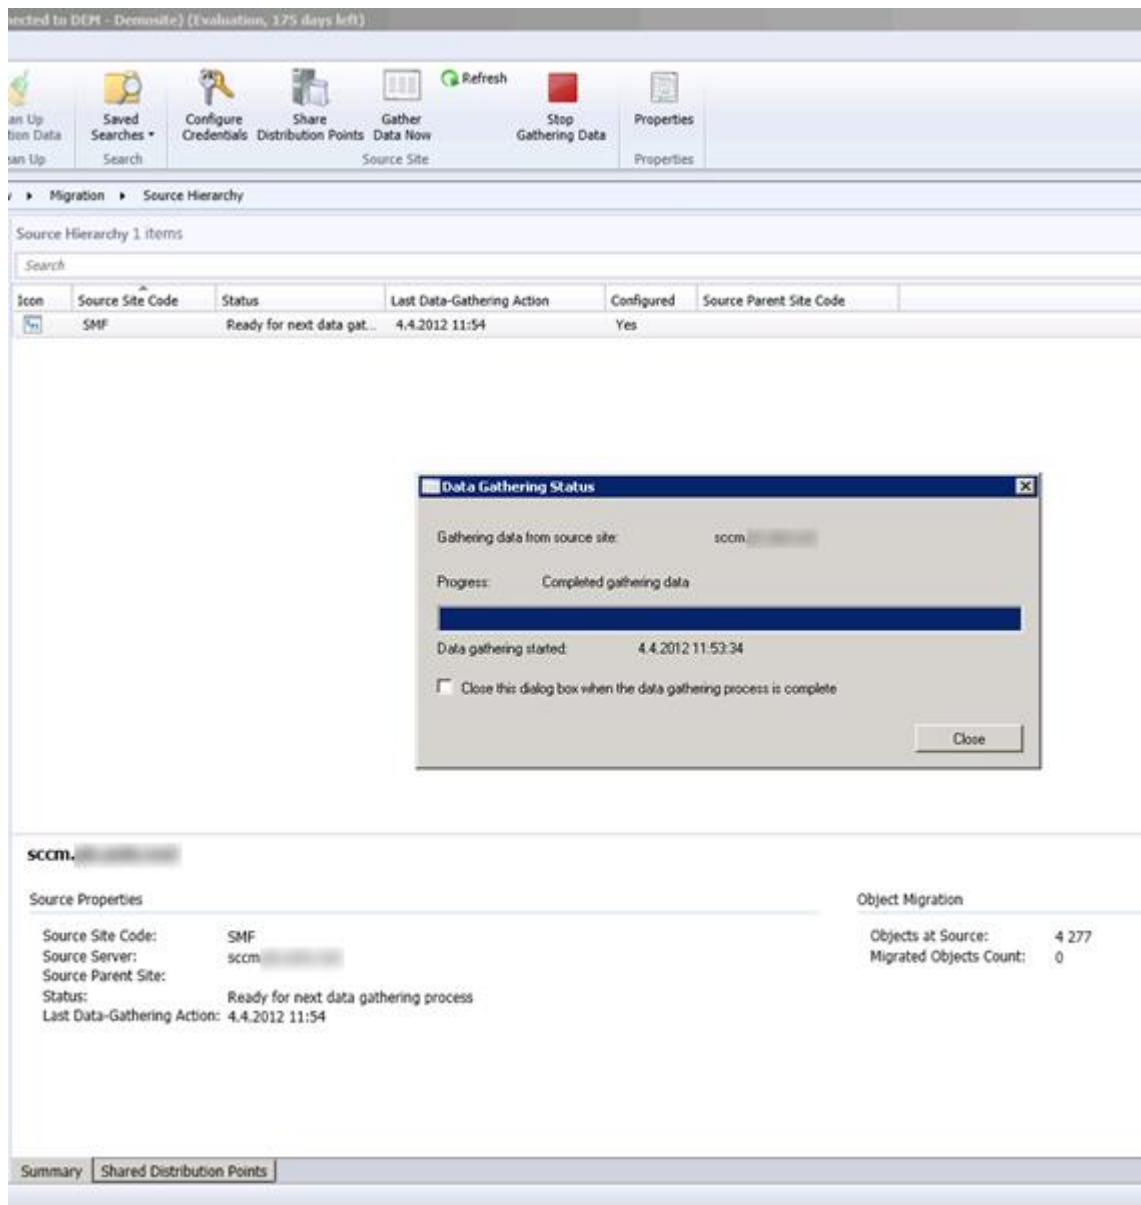 nected to DEM - Demosite) (Evaluation, 175 days left)
Refresh
an Up
tion Data
Saved
Searches
Configure
Credentials
Share
Distribution Points
Gather
Data Now
Stop
Gathering Data
Properties
ean Up
Search
Source Site
Properties
Migration
Source Hierarchy
Source Hierarchy 1 items
Search
Icon Source Site Code Status Last Data-Gathering Action Configured Source Parent Site Code
SMF Ready for next data gat... 4.4.2012 11:54 Yes
Data Gathering Status
Gathering data from source site: sccm.
Progress: Completed gathering data
Data gathering started: 4.4.2012 11:53:34
Close this dialog box when the data gathering process is complete
Close
sccm.
Source Properties
Source Site Code: SMF
Source Server: sccm
Source Parent Site:
Status: Ready for next data gathering process
Last Data-Gathering Action: 4.4.2012 11:54
Object Migration
Objects at Source: 4 277
Migrated Objects Count: 0
Summary
Shared Distribution Points